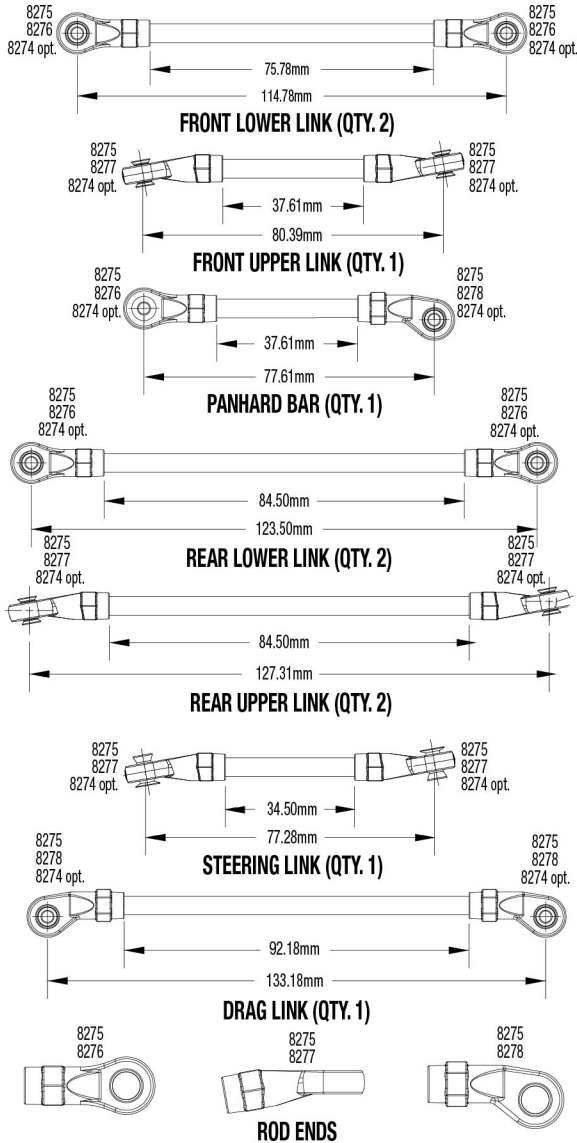 8275
8276
8274 opt.
8275
8276
8274 opt.
75.78mm
114.78mm
FRONT LOWER LINK (QTY. 2)
8275
8277
8274 opt.
8275
8277
8274 opt.
37.61mm
80.39mm
FRONT UPPER LINK (QTY. 1)
8275
8276
8274 opt.
8275
8278
8274 opt.
37.61mm
77.61mm
PANHARD BAR (QTY. 1)
8275
8276
8274 opt.
8275
8276
8274 opt.
84.50mm
123.50mm
REAR LOWER LINK (QTY. 2)
8275
8277
8274 opt.
8275
8277
8274 opt.
84.50mm
127.31mm
REAR UPPER LINK (QTY. 2)
8275
8277
8274 opt.
8275
8277
8274 opt.
34.50mm
77.28mm
STEERING LINK (QTY. 1)
8275
8278
8274 opt.
8275
8278
8274 opt.
92.18mm
133.18mm
DRAG LINK (QTY. 1)
8275
8276
8275
8277
8275
8278
ROD ENDS